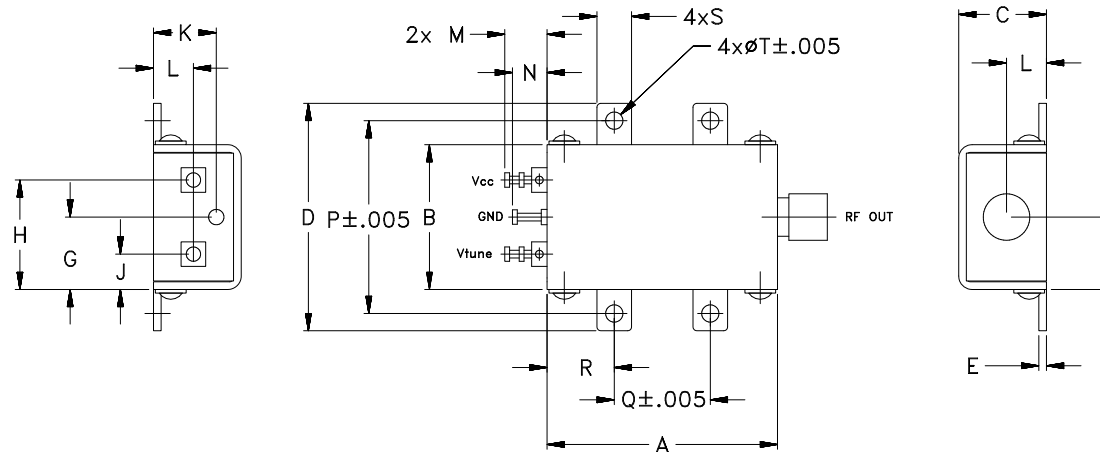 K
L
H
G
J
2x M
N
4xS
4xøT±.005
D
P±.005
B
Vcc
GND
Vtune
RF OUT
R
Q±.005
A
C
L
E